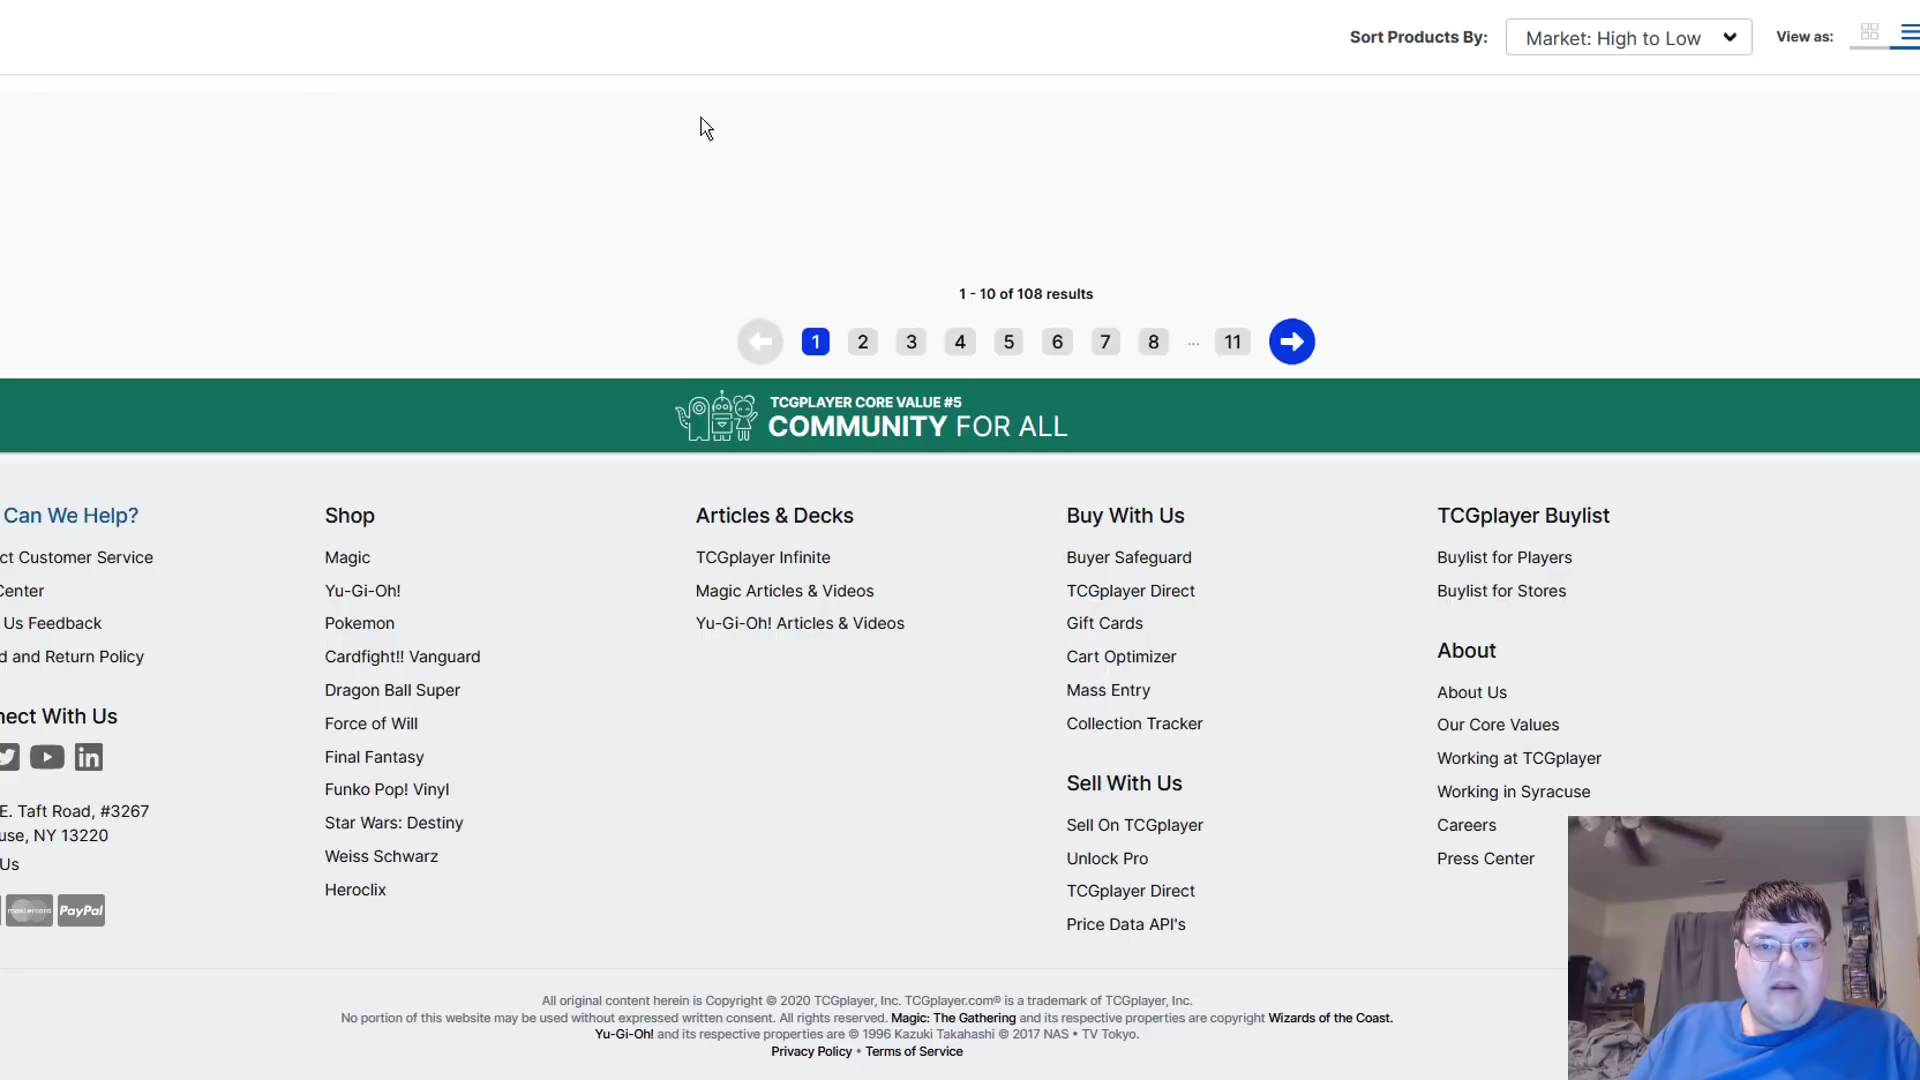 Sort Products By: Market: High to Low View as:
1 - 10 of 108 results
1 2 3 4 5 6 7 8 ... 11
TCGPLAYER CORE VALUE #5
COMMUNITY FOR ALL
Can We Help?
ct Customer Service
Center
Us Feedback
d and Return Policy
nect With Us
E. Taft Road, #3267
use, NY 13220
Us
mastercard PayPal
Shop
Magic
Yu-Gi-Oh!
Pokemon
Cardfight!! Vanguard
Dragon Ball Super
Force of Will
Final Fantasy
Funko Pop! Vinyl
Star Wars: Destiny
Weiss Schwarz
Heroclix
Articles & Decks
TCGplayer Infinite
Magic Articles & Videos
Yu-Gi-Oh! Articles & Videos
Buy With Us
Buyer Safeguard
TCGplayer Direct
Gift Cards
Cart Optimizer
Mass Entry
Collection Tracker
Sell With Us
Sell On TCGplayer
Unlock Pro
TCGplayer Direct
Price Data API's
TCGplayer Buylist
Buylist for Players
Buylist for Stores
About
About Us
Our Core Values
Working at TCGplayer
Working in Syracuse
Careers
Press Center
All original content herein is Copyright © 2020 TCGplayer, Inc. TCGplayer.com® is a trademark of TCGplayer, Inc.
No portion of this website may be used without expressed written consent. All rights reserved. Magic: The Gathering and its respective properties are copyright Wizards of the Coast.
Yu-Gi-Oh! and its respective properties are © 1996 Kazuki Takahashi © 2017 NAS • TV Tokyo.
Privacy Policy • Terms of Service